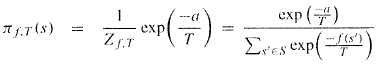 π_{f,T}(s) = \frac{1}{Z_{f,T}} \exp\left(\frac{-a}{T}\right) = \frac{\exp\left(\frac{-a}{T}\right)}{\sum_{s' \in S} \exp\left(\frac{-f(s')}{T}\right)}